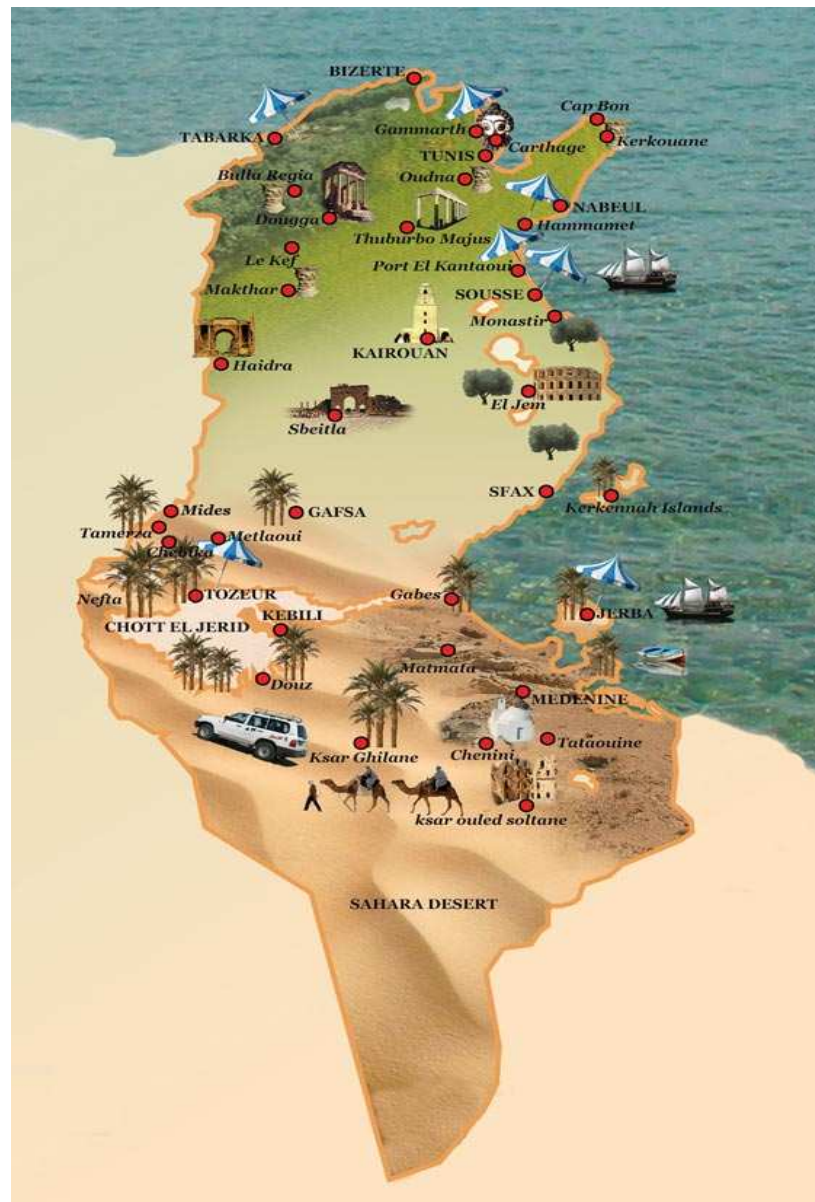 BIZERTE
Cap Bon
Gammarth
TABARKA
Carthage
Kerkouane
TUNIS
Bulla Regia
Oudna
NABEUL
Dougga
Hammamet
Thuburbo Majus
Le Kef
Port El Kantaoui
Makthar
SOUSSE
Monastir
KAIROUAN
Haidra
El Jem
Sbeitla
SFAX
Kerkennah Islands
Mides
GAFSA
Tamerza
Metlaoui
Chebika
Nefta
TOZEUR
Gabes
KEBILI
JERBA
CHOTT EL JERID
Matmata
Douz
MEDENINE
Ksar Ghilane
Chenini
Tataouine
ksar ouled soltane
SAHARA DESERT